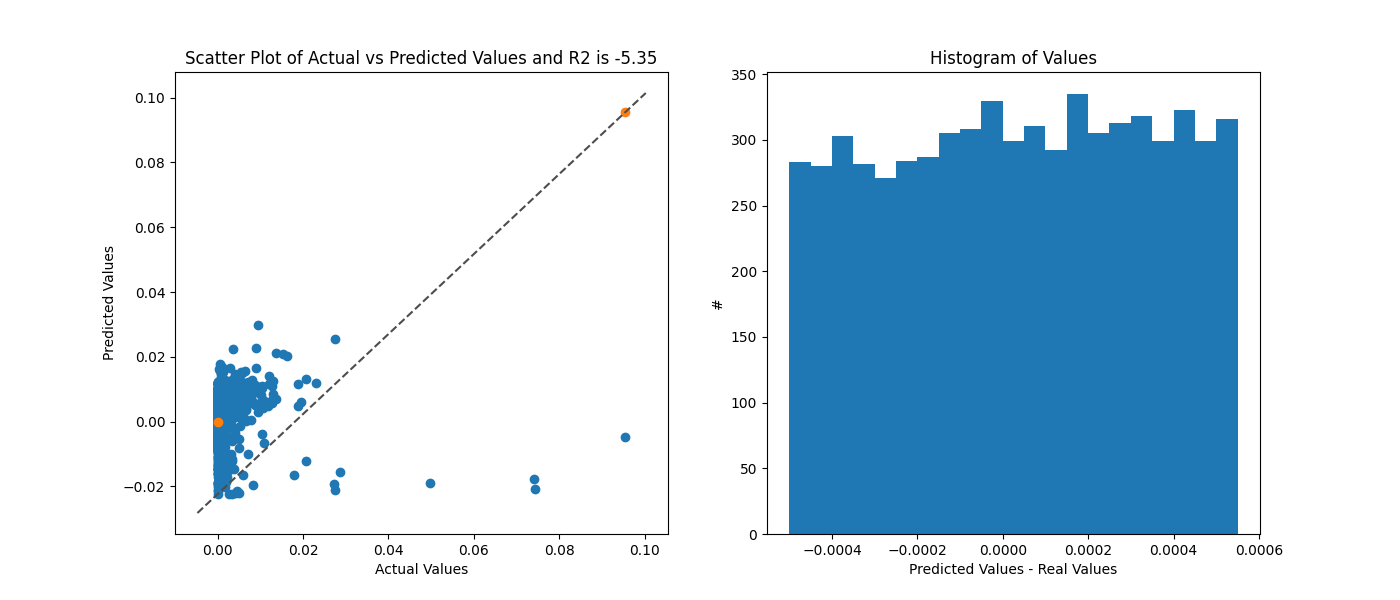 Scatter Plot of Actual vs Predicted Values and R2 is -5.35
0.10
0.08
0.06
0.04
0.02
0.00
−0.02
Predicted Values
0.00 0.02 0.04 0.06 0.08 0.10
Actual Values
Histogram of Values
350
300
250
200
150
100
50
0
#
−0.0004 −0.0002 0.0000 0.0002 0.0004 0.0006
Predicted Values - Real Values